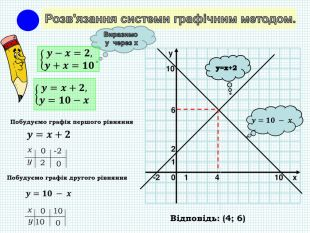 Розв'язання системи графічним методом.
Виразимо
у через х
{ y − x = 2,
y + x = 10
{ y = x + 2,
y = 10 − x
Побудуємо графік першого рівняння
y = x + 2
x 0 -2
y 2 0
Побудуємо графік другого рівняння
y = 10 − x
x 0 10
y 10 0
y
10
y=x+2
y = 10 − x
6
2
1
-2 0 1 4 10 x
Відповідь: (4; 6)